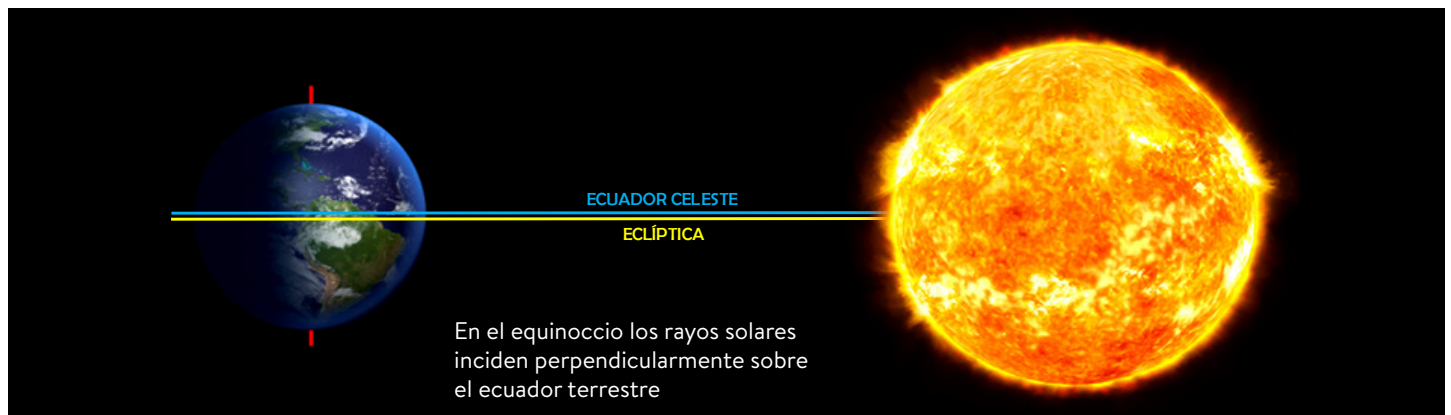 ECUADOR CELESTE
ECLÍPTICA
En el equinoccio los rayos solares
inciden perpendicularmente sobre
el ecuador terrestre